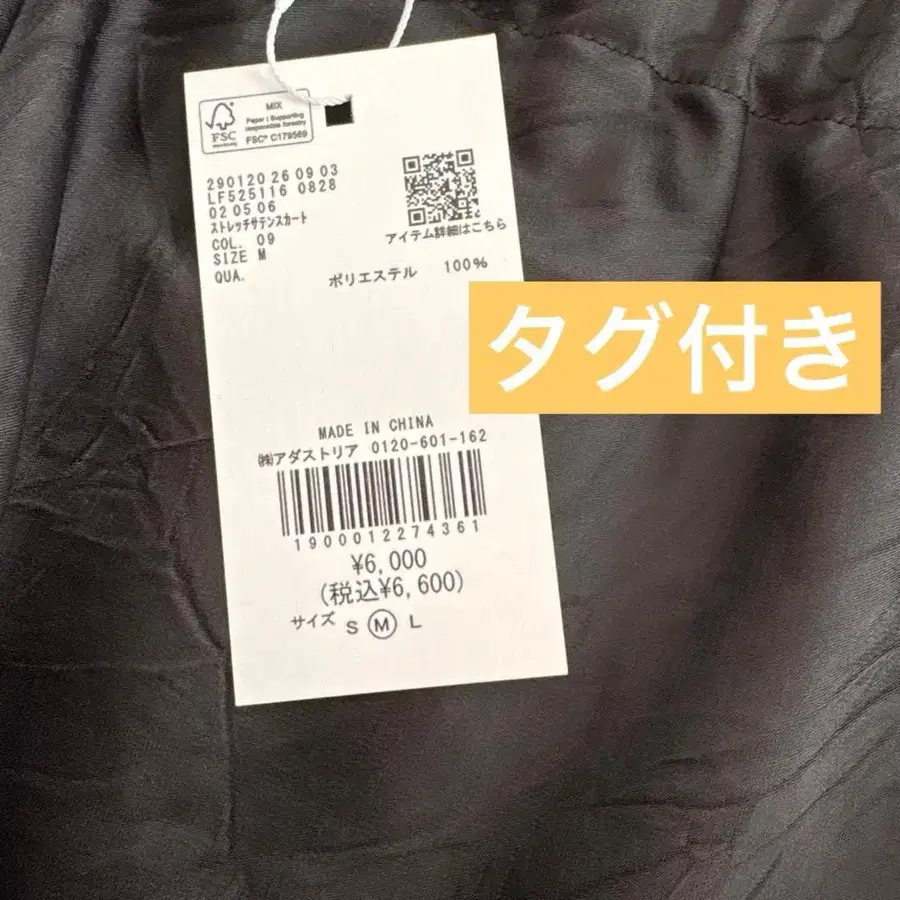 MIX
Paper | Supporting
responsible forestry
FSC
FSC® C179569
290120 26 09 03
LF525116 0828
02 05 06
ストレッチサテンスカート
COL. 09
SIZE M
QUA.
アイテム詳細はこちら
ポリエステル 100%
タグ付き
MADE IN CHINA
㈱アダストリア 0120-601-162
1900012274361
¥6,000
(税込¥6,600)
サイズ S M L